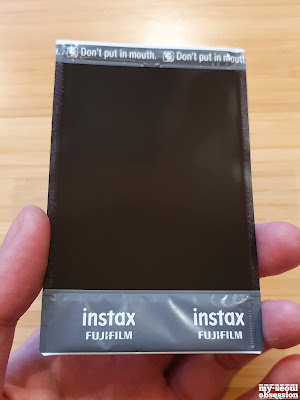 . Don't put in mouth. Don't put in mouth
instax instax
FUJIFILM FUJIFILM
my-seoul
obsession